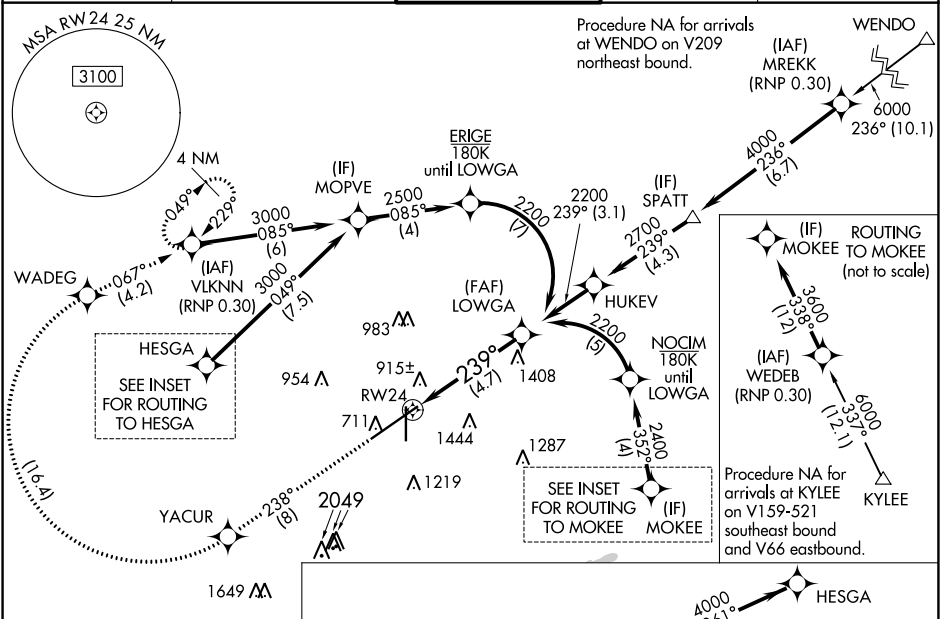 MSA RW24 25 NM
3100
Procedure NA for arrivals
at WENDO on V209
northeast bound.
WENDO
(IAF)
MREKK
(RNP 0.30)
6000
236° (10.1)
4000
236°
(6.7)
4 NM
049°
229°
(IF)
MOPVE
ERIGE
180K
until LOWGA
3000
085°
(6)
2500
085°
(4)
2200
(7)
2200
239° (3.1)
(IF)
SPATT
2700
239°
(4.3)
HUKEV
WADEG
067°
(4.2)
(IAF)
VLKNN
(RNP 0.30)
3000
049°
(7.5)
(FAF)
LOWGA
HESGA
SEE INSET
FOR ROUTING
TO HESGA
983
954
915±
RW24
711
239°
(4.7)
1408
1444
1219
1287
2200
(5)
NOCIM
180K
until
LOWGA
2400
352°
(4)
SEE INSET
FOR ROUTING
TO MOKEE
(IF)
MOKEE
(16.4)
YACUR
238°
(8)
2049
1649
(IF)
MOKEE
ROUTING
TO MOKEE
(not to scale)
3600
338°
(12)
(IAF)
WEDEB
(RNP 0.30)
6000
337°
(12.1)
KYLEE
Procedure NA for
arrivals at KYLEE
on V159-521
southeast bound
and V66 eastbound.
4000
HESGA